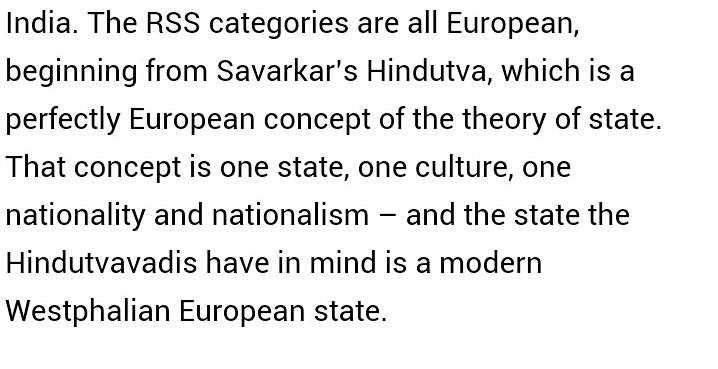 India. The RSS categories are all European,
beginning from Savarkar's Hindutva, which is a
perfectly European concept of the theory of state.
That concept is one state, one culture, one
nationality and nationalism – and the state the
Hindutvavadis have in mind is a modern
Westphalian European state.